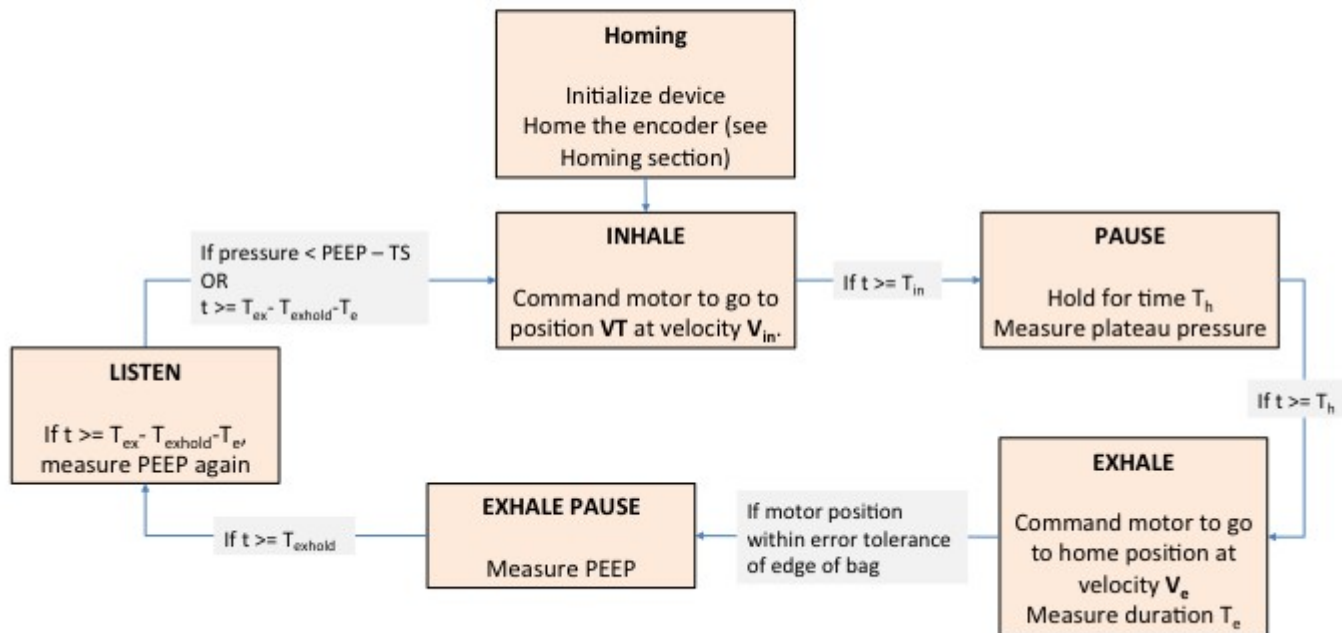 Homing
Initialize device
Home the encoder (see
Homing section)
INHALE
Command motor to go to
position VT at velocity Vin.
If t >= Tin
PAUSE
Hold for time Th
Measure plateau pressure
If t >= Th
EXHALE
Command motor to go
to home position at
velocity Ve
Measure duration Te
If motor position
within error tolerance
of edge of bag
EXHALE PAUSE
Measure PEEP
If t >= Texhold
LISTEN
If t >= Tex- Texhold-Te,
measure PEEP again
If pressure < PEEP – TS
OR
t >= Tex- Texhold-Te